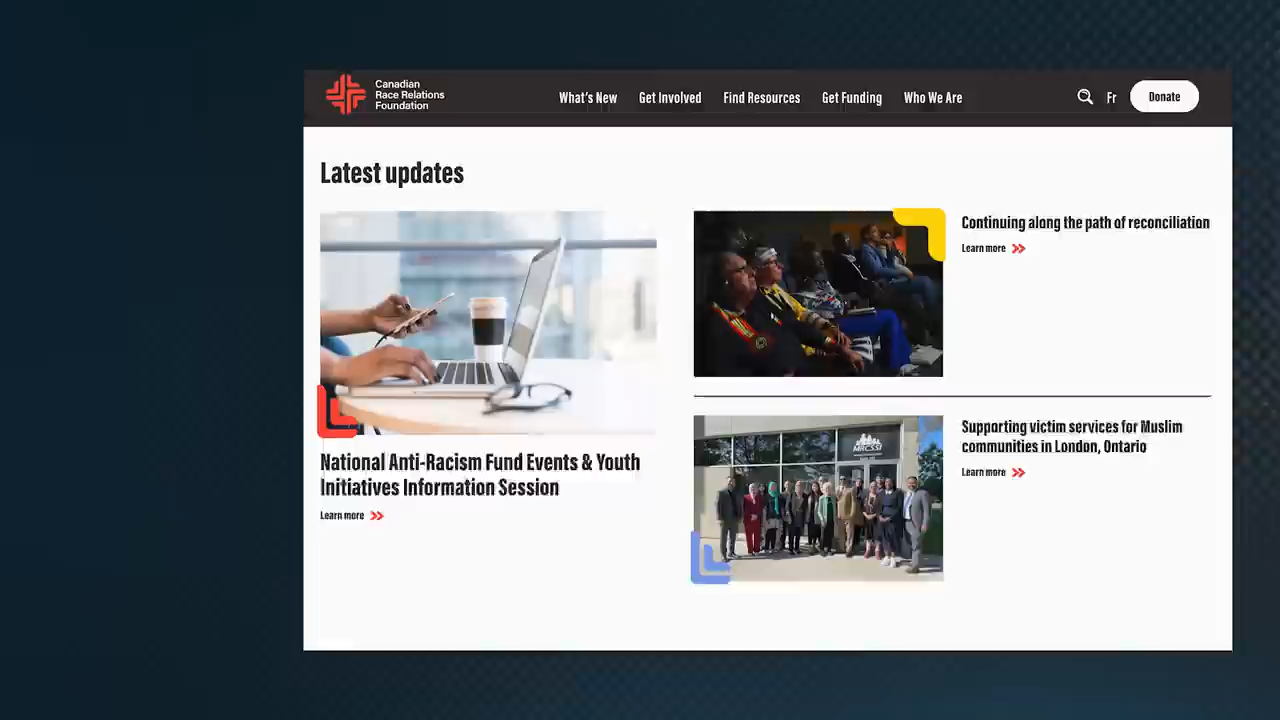 Canadian
Race Relations
Foundation
What's New
Get Involved
Find Resources
Get Funding
Who We Are
Fr
Donate
Latest updates
National Anti-Racism Fund Events & Youth
Initiatives Information Session
Learn more
Continuing along the path of reconciliation
Learn more
MRCSSI
Supporting victim services for Muslim
communities in London, Ontario
Learn more